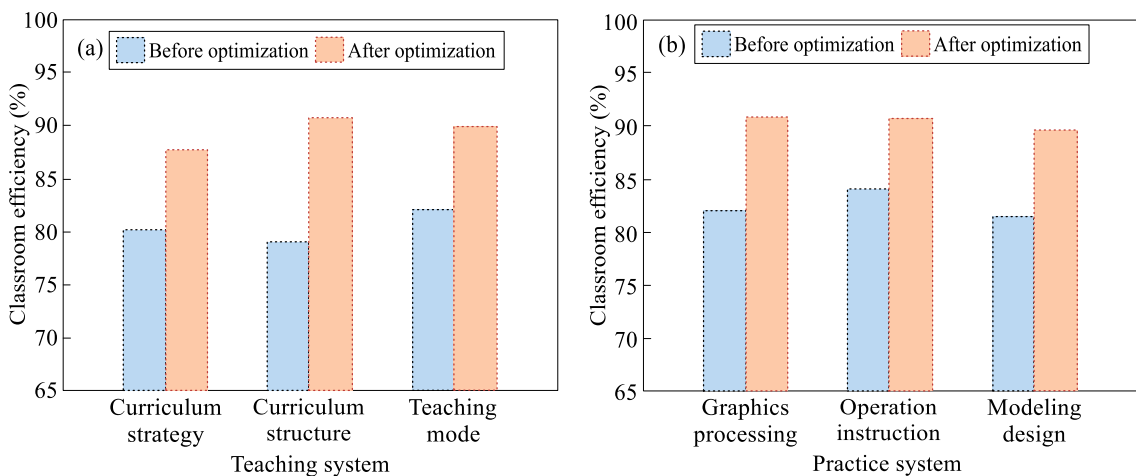 (a)
Before optimization
After optimization
Classroom efficiency (%)
100
95
90
85
80
75
70
65
Curriculum strategy
Curriculum structure
Teaching mode
Teaching system
(b)
Before optimization
After optimization
Classroom efficiency (%)
100
95
90
85
80
75
70
65
Graphics processing
Operation instruction
Modeling design
Practice system